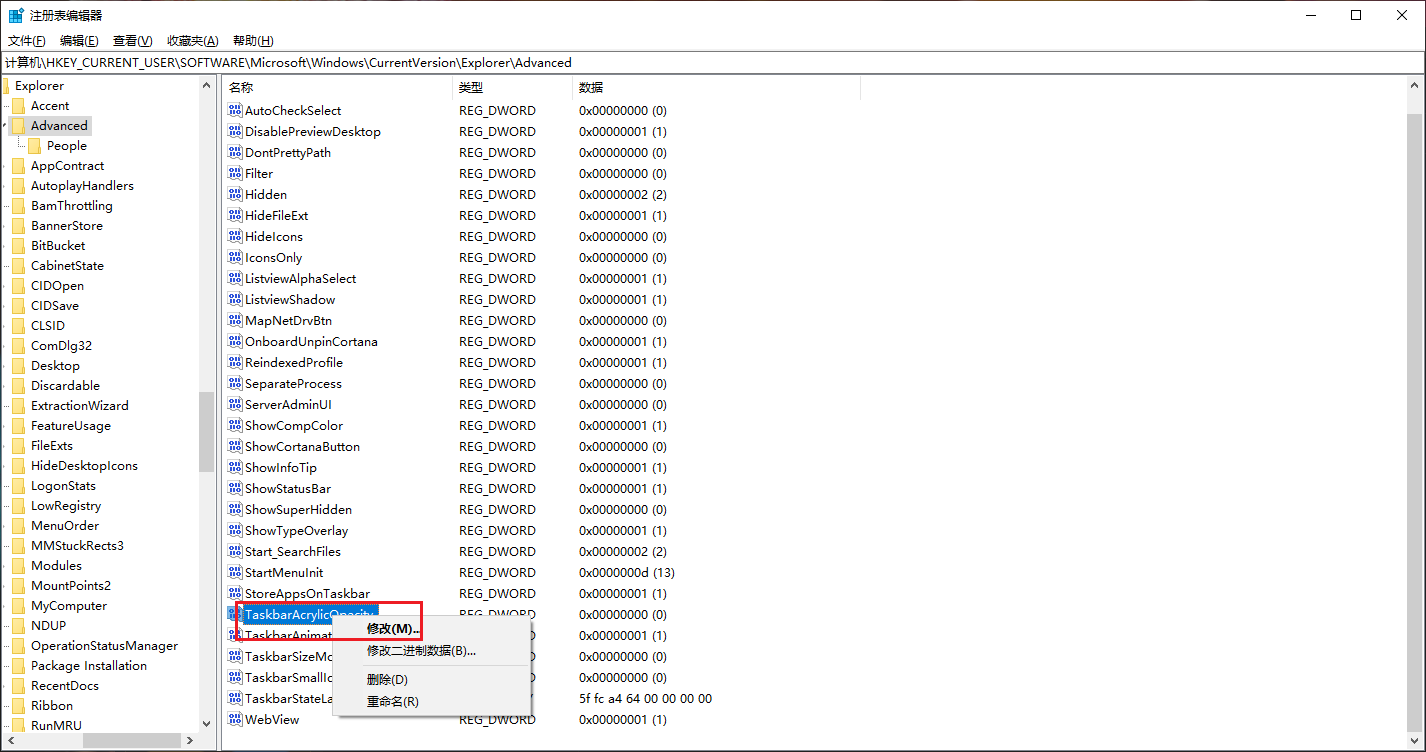 注册表编辑器
文件(F) 编辑(E) 查看(V) 收藏夹(A) 帮助(H)
计算机\HKEY_CURRENT_USER\SOFTWARE\Microsoft\Windows\CurrentVersion\Explorer\Advanced
Explorer
Accent
Advanced
People
AppContract
AutoplayHandlers
BamThrottling
BannerStore
BitBucket
CabinetState
CIDOpen
CIDSave
CLSID
ComDlg32
Desktop
Discardable
ExtractionWizard
FeatureUsage
FileExts
HideDesktopIcons
LogonStats
LowRegistry
MenuOrder
MMStuckRects3
Modules
MountPoints2
MyComputer
NDUP
OperationStatusManager
Package Installation
RecentDocs
Ribbon
RunMRU
名称 类型 数据
AutoCheckSelect REG_DWORD 0x00000000 (0)
DisablePreviewDesktop REG_DWORD 0x00000001 (1)
DontPrettyPath REG_DWORD 0x00000000 (0)
Filter REG_DWORD 0x00000000 (0)
Hidden REG_DWORD 0x00000002 (2)
HideFileExt REG_DWORD 0x00000001 (1)
HideIcons REG_DWORD 0x00000000 (0)
IconsOnly REG_DWORD 0x00000000 (0)
ListviewAlphaSelect REG_DWORD 0x00000001 (1)
ListviewShadow REG_DWORD 0x00000001 (1)
MapNetDrvBtn REG_DWORD 0x00000000 (0)
OnboardUnpinCortana REG_DWORD 0x00000001 (1)
ReindexedProfile REG_DWORD 0x00000001 (1)
SeparateProcess REG_DWORD 0x00000000 (0)
ServerAdminUI REG_DWORD 0x00000000 (0)
ShowCompColor REG_DWORD 0x00000001 (1)
ShowCortanaButton REG_DWORD 0x00000000 (0)
ShowInfoTip REG_DWORD 0x00000001 (1)
ShowStatusBar REG_DWORD 0x00000001 (1)
ShowSuperHidden REG_DWORD 0x00000000 (0)
ShowTypeOverlay REG_DWORD 0x00000001 (1)
Start_SearchFiles REG_DWORD 0x00000002 (2)
StartMenuInit REG_DWORD 0x0000000d (13)
StoreAppsOnTaskbar REG_DWORD 0x00000001 (1)
TaskbarAcrylicOpacity 0x00000000 (0)
TaskbarAnimat 0x00000001 (1)
TaskbarSizeMo 0x00000000 (0)
TaskbarSmallIc 0x00000000 (0)
TaskbarStateLa 5f fc a4 64 00 00 00 00
WebView REG_DWORD 0x00000001 (1)
修改(M)...
修改二进制数据(B)...
删除(D)
重命名(R)